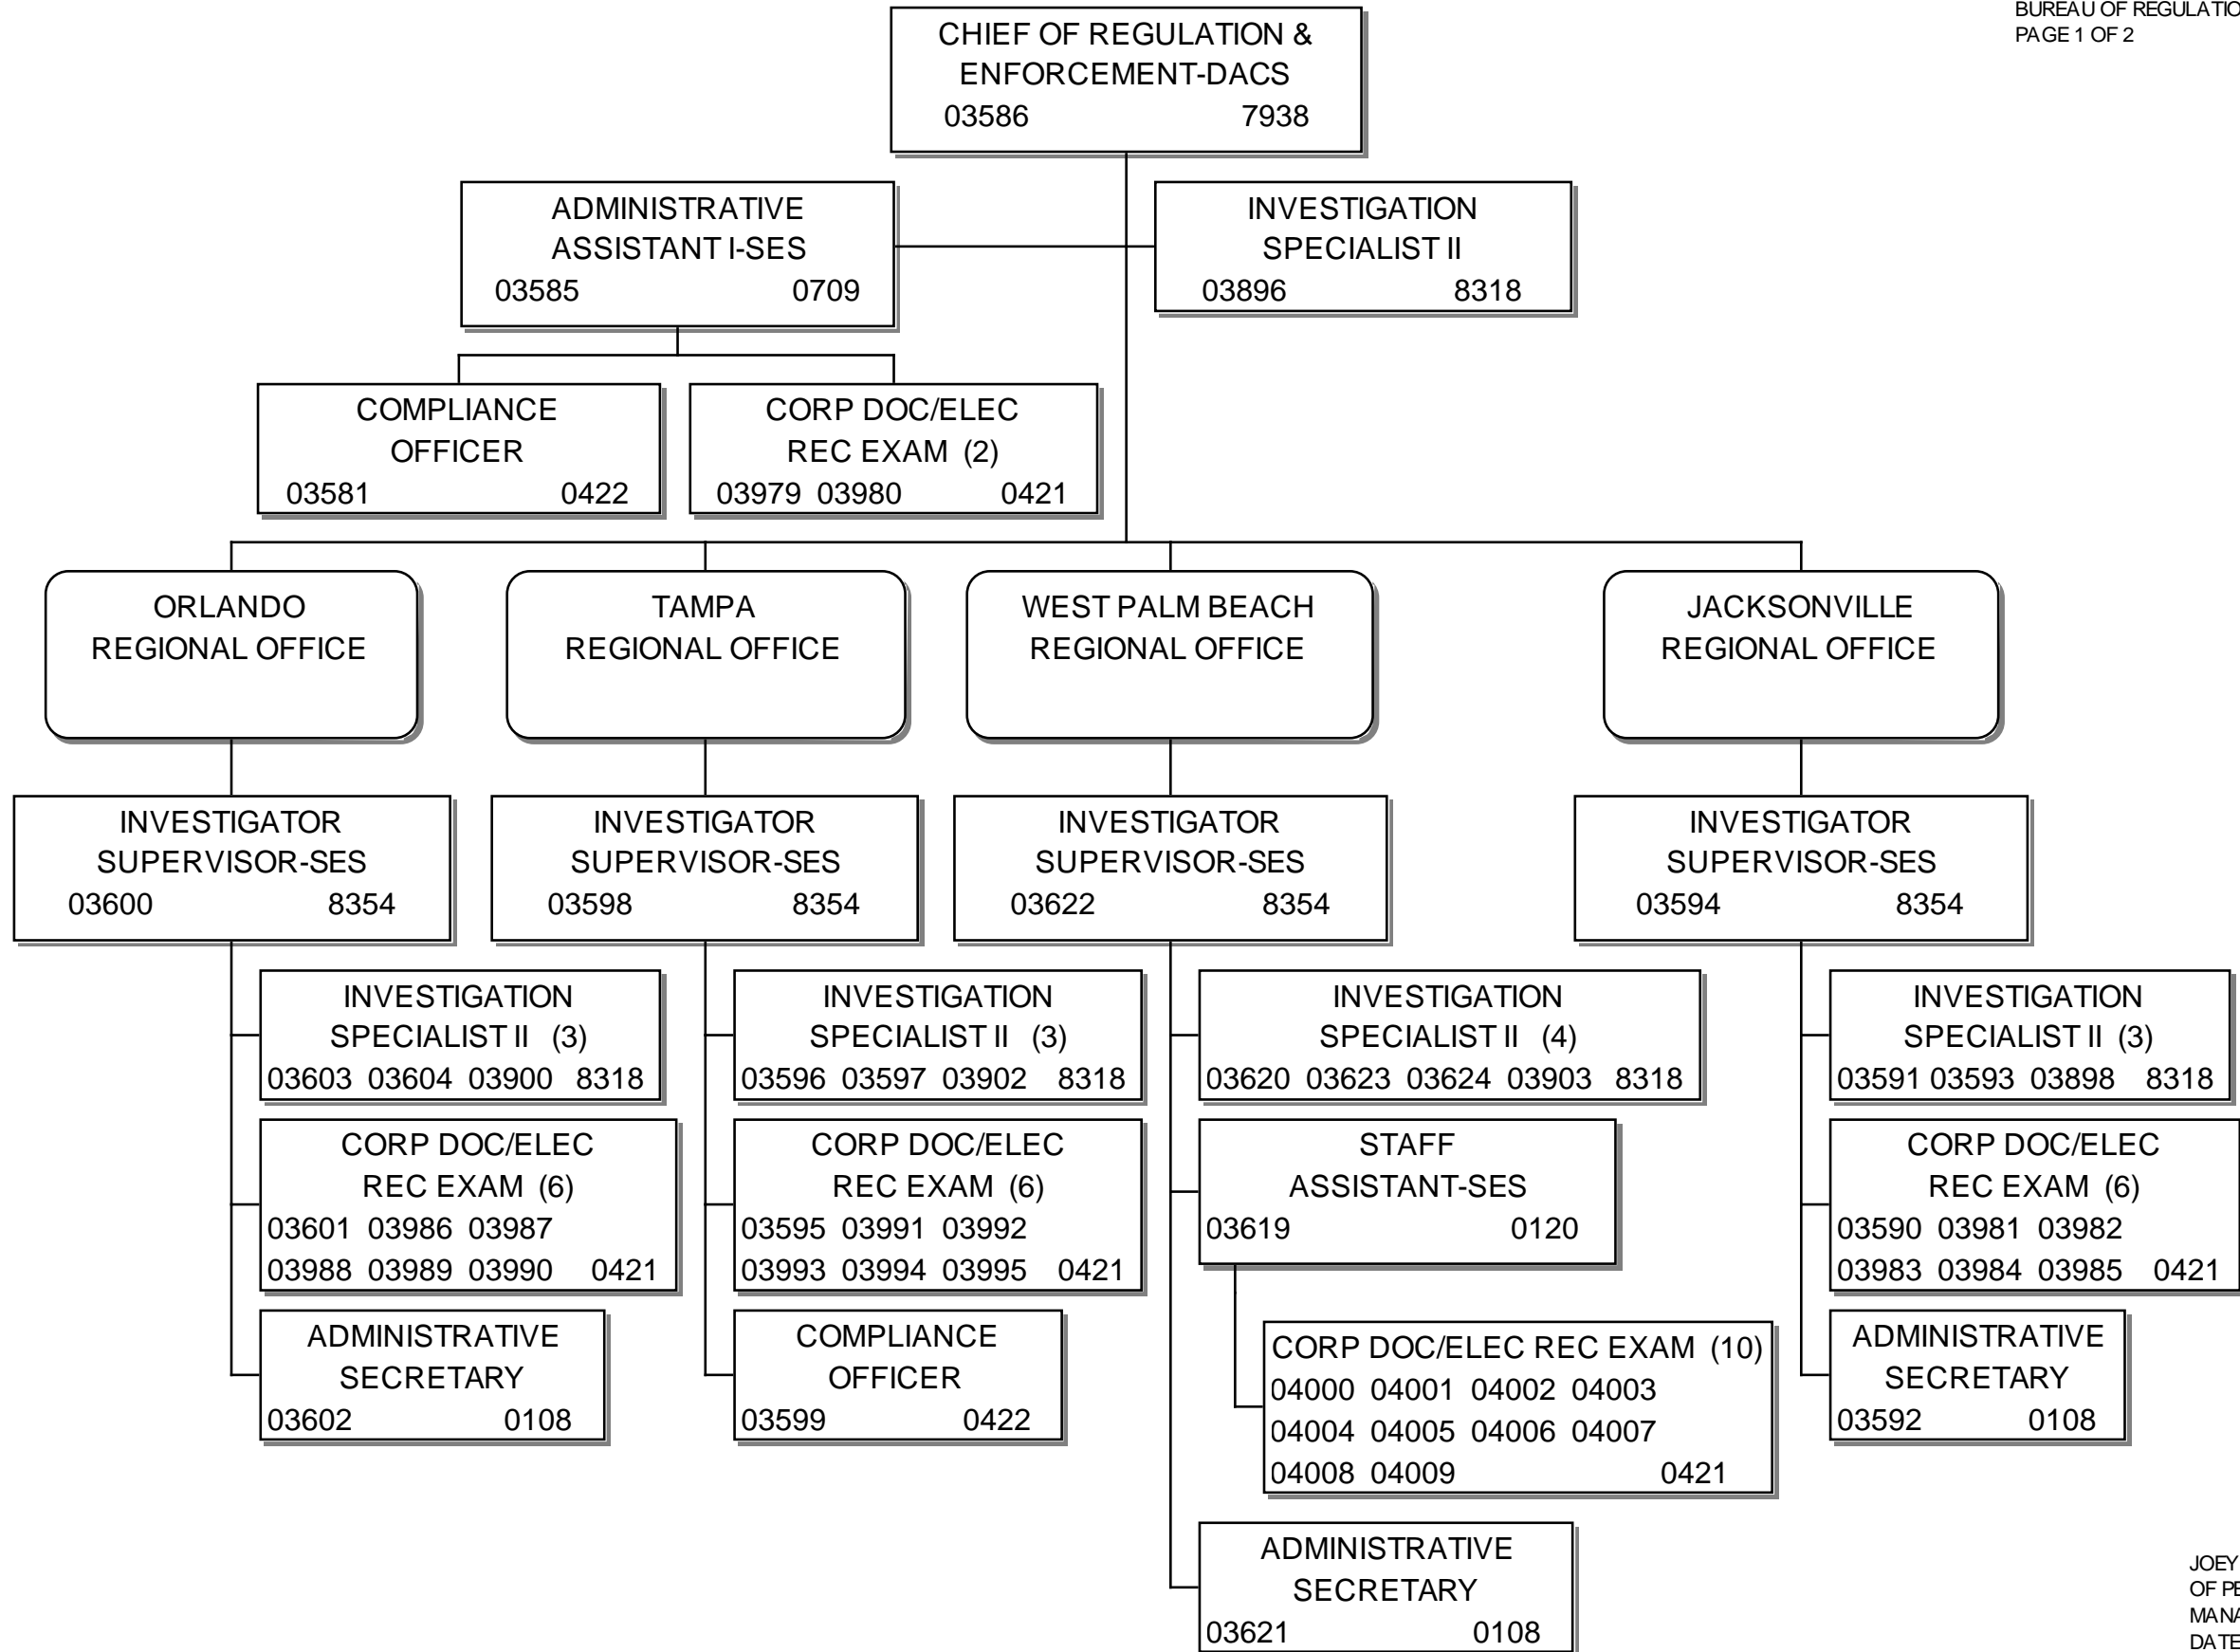 BUREAU OF REGULATIO
PAGE 1 OF 2
CHIEF OF REGULATION &
ENFORCEMENT-DACS
03586 7938
ADMINISTRATIVE
ASSISTANT I-SES
03585 0709
INVESTIGATION
SPECIALIST II
03896 8318
COMPLIANCE
OFFICER
03581 0422
CORP DOC/ELEC
REC EXAM (2)
03979 03980 0421
ORLANDO
REGIONAL OFFICE
TAMPA
REGIONAL OFFICE
WEST PALM BEACH
REGIONAL OFFICE
JACKSONVILLE
REGIONAL OFFICE
INVESTIGATOR
SUPERVISOR-SES
03600 8354
INVESTIGATOR
SUPERVISOR-SES
03598 8354
INVESTIGATOR
SUPERVISOR-SES
03622 8354
INVESTIGATOR
SUPERVISOR-SES
03594 8354
INVESTIGATION
SPECIALIST II (3)
03603 03604 03900 8318
INVESTIGATION
SPECIALIST II (3)
03596 03597 03902 8318
INVESTIGATION
SPECIALIST II (4)
03620 03623 03624 03903 8318
INVESTIGATION
SPECIALIST II (3)
03591 03593 03898 8318
CORP DOC/ELEC
REC EXAM (6)
03601 03986 03987
03988 03989 03990 0421
CORP DOC/ELEC
REC EXAM (6)
03595 03991 03992
03993 03994 03995 0421
STAFF
ASSISTANT-SES
03619 0120
CORP DOC/ELEC
REC EXAM (6)
03590 03981 03982
03983 03984 03985 0421
ADMINISTRATIVE
SECRETARY
03602 0108
COMPLIANCE
OFFICER
03599 0422
CORP DOC/ELEC REC EXAM (10)
04000 04001 04002 04003
04004 04005 04006 04007
04008 04009 0421
ADMINISTRATIVE
SECRETARY
03592 0108
ADMINISTRATIVE
SECRETARY
03621 0108
JOEY
OF PE
MANA
DATE